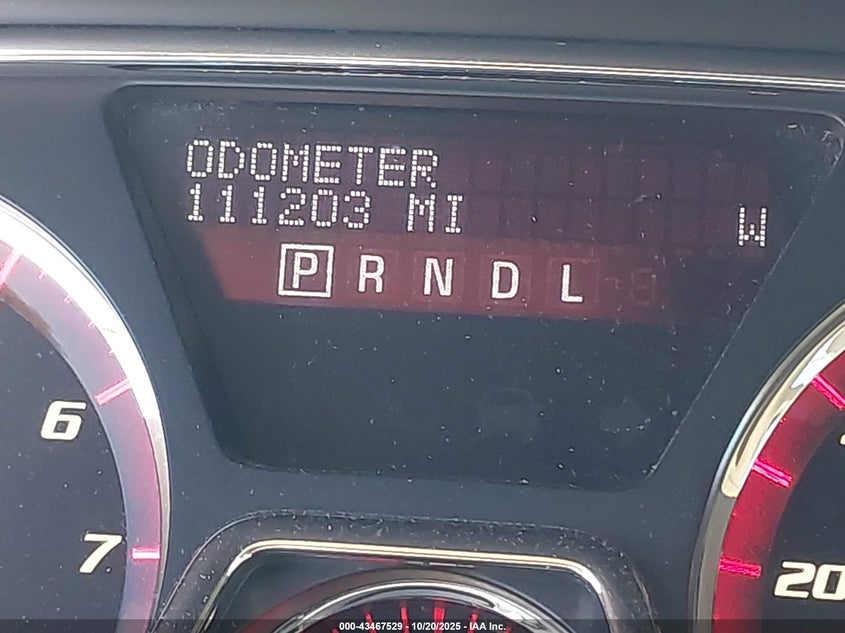 ODOMETER
111203 MI W
P R N D L
6
7
20
000-43467529 - 10/20/2025 - IAA Inc.